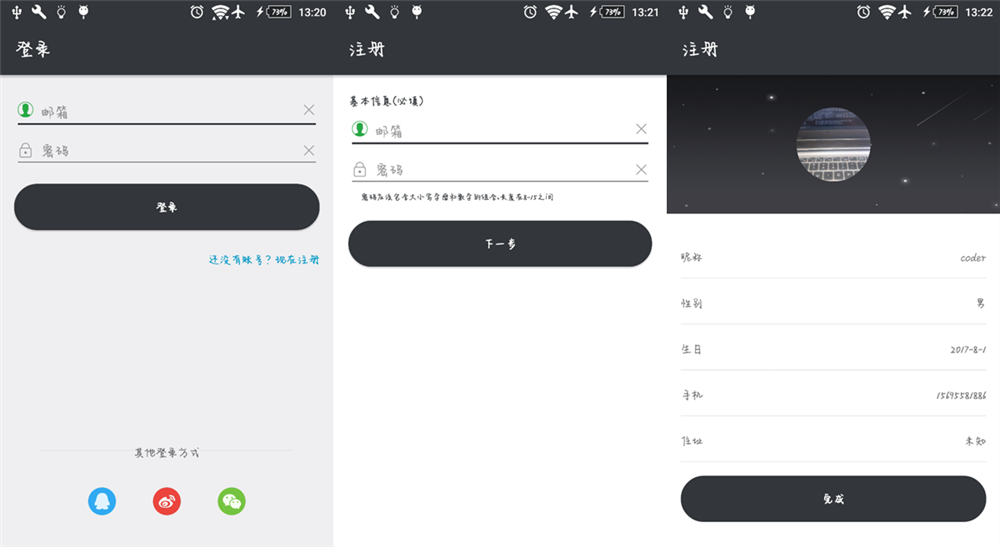 73% 13:20
登录
邮箱
密码
登录
还没有账号？现在注册
其他登录方式
73% 13:21
注册
基本信息(必填)
邮箱
密码
密码应该包含大小写字母和数字的组合,长度在8-15之间
下一步
73% 13:22
注册
昵称 coder
性别 男
生日 2017-8-1
手机 15695581886
住址 未知
完成